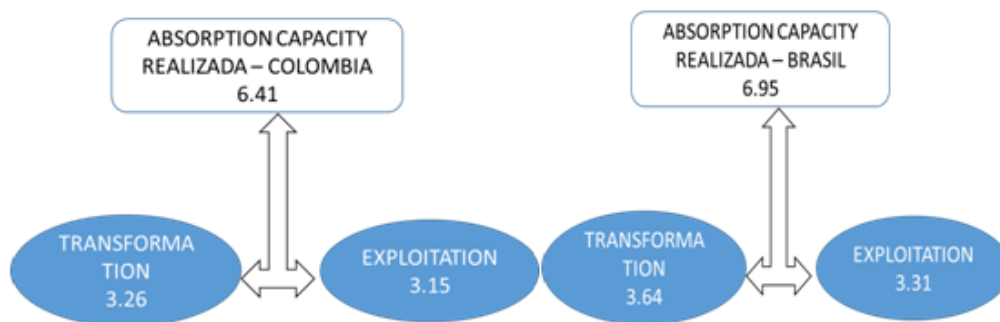 ABSORPTION CAPACITY
REALIZADA – COLOMBIA
6.41
ABSORPTION CAPACITY
REALIZADA – BRASIL
6.95
TRANSFORMA
TION
3.26
EXPLOITATION
3.15
TRANSFORMA
TION
3.64
EXPLOITATION
3.31